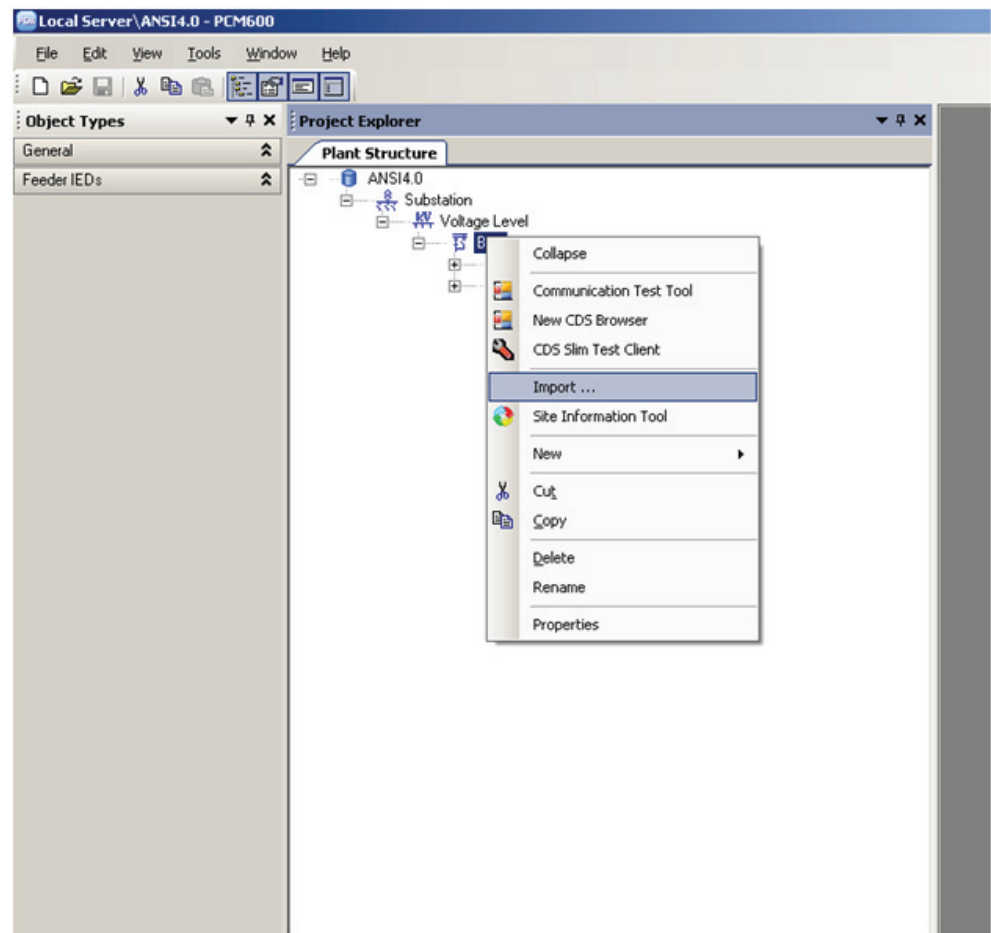 Local Server\ANSI4.0 - PCM600
File Edit View Tools Window Help
Object Types
General
Feeder IEDs
Project Explorer
Plant Structure
ANSI4.0
Substation
KV Voltage Level
Collapse
Communication Test Tool
New CDS Browser
CDS Slim Test Client
Import ...
Site Information Tool
New
Cut
Copy
Delete
Rename
Properties